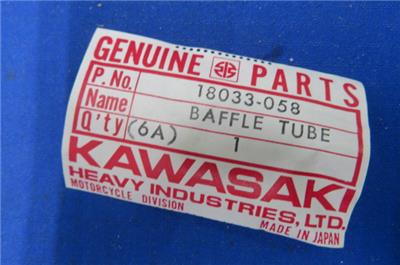 GENUINE PARTS
P.No. 18033-058
Name BAFFLE TUBE
Q'ty (6A) 1
KAWASAKI
HEAVY INDUSTRIES, LTD.
MOTORCYCLE DIVISION MADE IN JAPAN